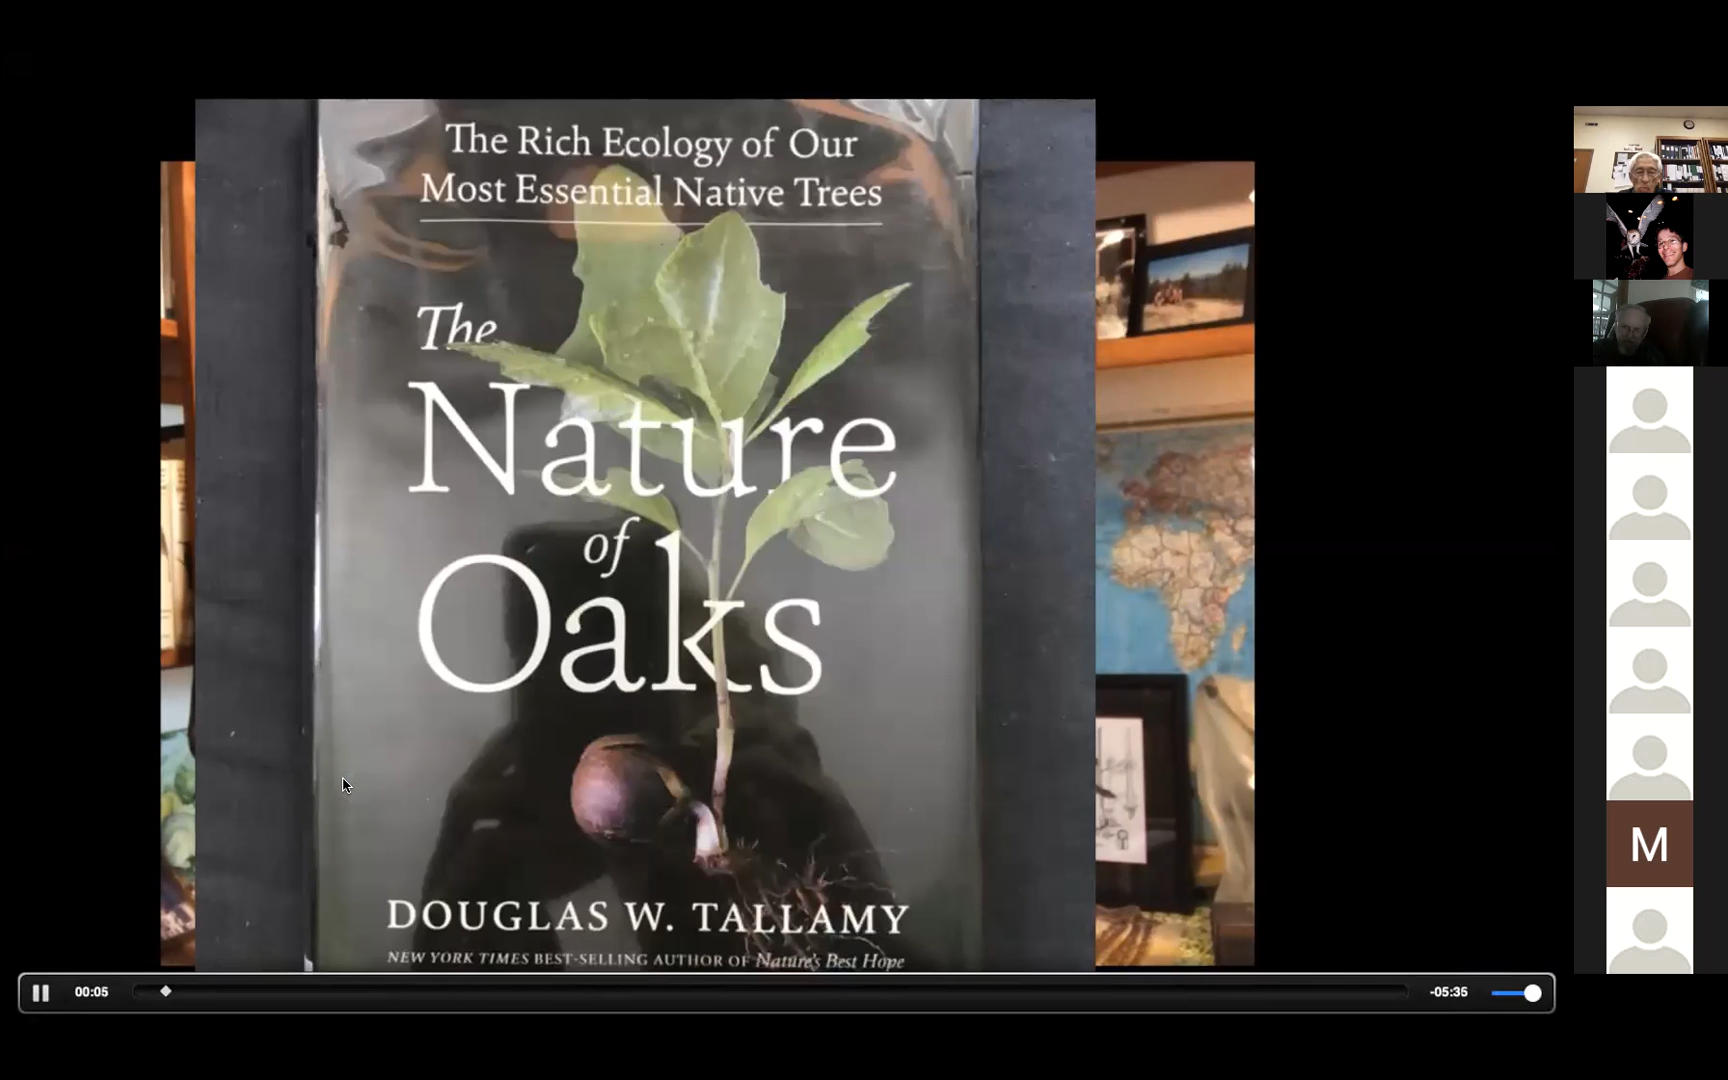 The Rich Ecology of Our
Most Essential Native Trees
The
Nature
of
Oaks
DOUGLAS W. TALLAMY
NEW YORK TIMES BEST-SELLING AUTHOR OF Nature's Best Hope
M
00:05
-05:35